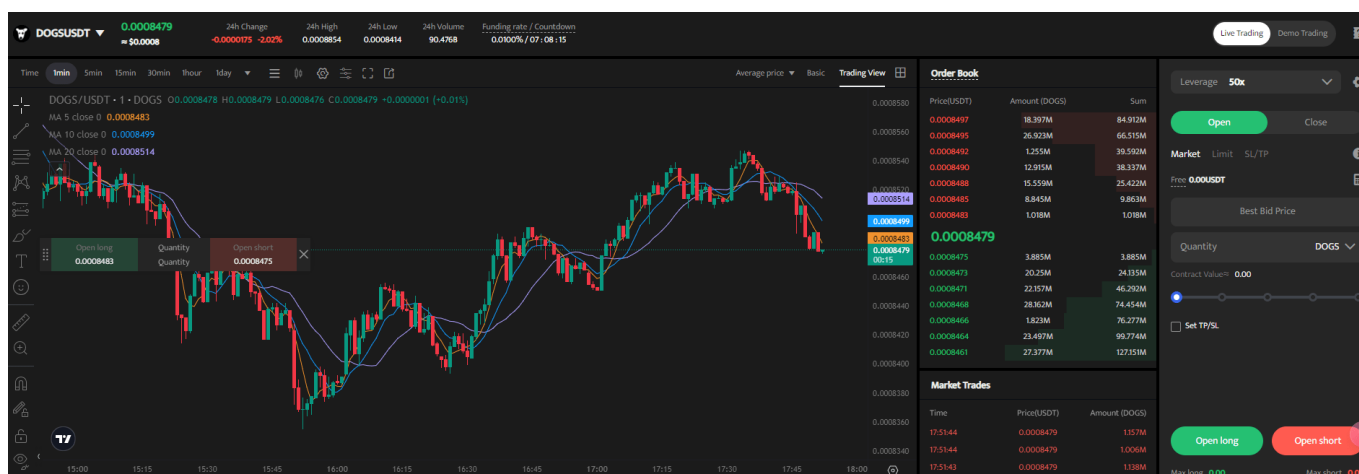 DOGSUSDT
0.0008479
≈ $0.0008
24h Change
-0.0000175 -2.02%
24h High
0.0008854
24h Low
0.0008414
24h Volume
90.476B
Funding rate / Countdown
0.0100% / 07 : 08 : 15
Live Trading
Demo Trading
Time 1min 5min 15min 30min 1hour 1day
Average price Basic Trading View
DOGS/USDT • 1 • DOGS O0.0008478 H0.0008479 L0.0008476 C0.0008479 +0.0000001 (+0.01%)
MA 5 close 0 0.0008483
MA 10 close 0 0.0008499
MA 20 close 0 0.0008514
Open long
0.0008483
Quantity
Quantity
Open short
0.0008475
0.0008580
0.0008560
0.0008540
0.0008520
0.0008514
0.0008499
0.0008483
0.0008479
00:15
0.0008460
0.0008440
0.0008420
0.0008400
0.0008380
0.0008360
0.0008340
15:00 15:15 15:30 15:45 16:00 16:15 16:30 16:45 17:00 17:15 17:30 17:45 18:00
Order Book
Price(USDT) Amount (DOGS) Sum
0.0008497 18.397M 84.912M
0.0008495 26.923M 66.515M
0.0008492 1.255M 39.592M
0.0008490 12.915M 38.337M
0.0008488 15.559M 25.422M
0.0008485 8.845M 9.863M
0.0008483 1.018M 1.018M
0.0008479
0.0008475 3.885M 3.885M
0.0008473 20.25M 24.135M
0.0008471 22.157M 46.292M
0.0008468 28.162M 74.454M
0.0008466 1.823M 76.277M
0.0008464 23.497M 99.774M
0.0008461 27.377M 127.151M
Market Trades
Time Price(USDT) Amount (DOGS)
17:51:44 0.0008479 1.157M
17:51:44 0.0008479 1.006M
17:51:43 0.0008479 1.138M
Leverage 50x
Open Close
Market Limit SL/TP
Free 0.00USDT
Best Bid Price
Quantity DOGS
Contract Value≈ 0.00
Set TP/SL
Open long Open short
Max long 0.00 Max short